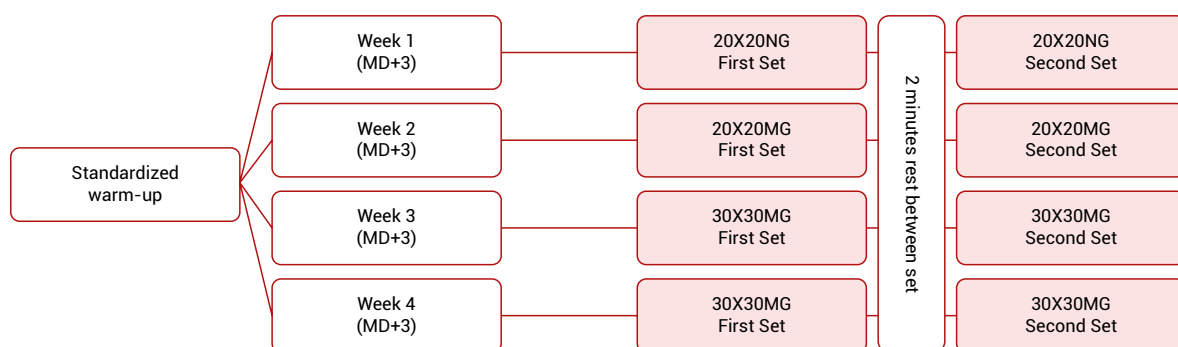 Week 1
(MD+3)
20X20NG
First Set
20X20NG
Second Set
Week 2
(MD+3)
20X20MG
First Set
20X20MG
Second Set
Standardized
warm-up
2 minutes rest between set
Week 3
(MD+3)
30X30MG
First Set
30X30MG
Second Set
Week 4
(MD+3)
30X30MG
First Set
30X30MG
Second Set